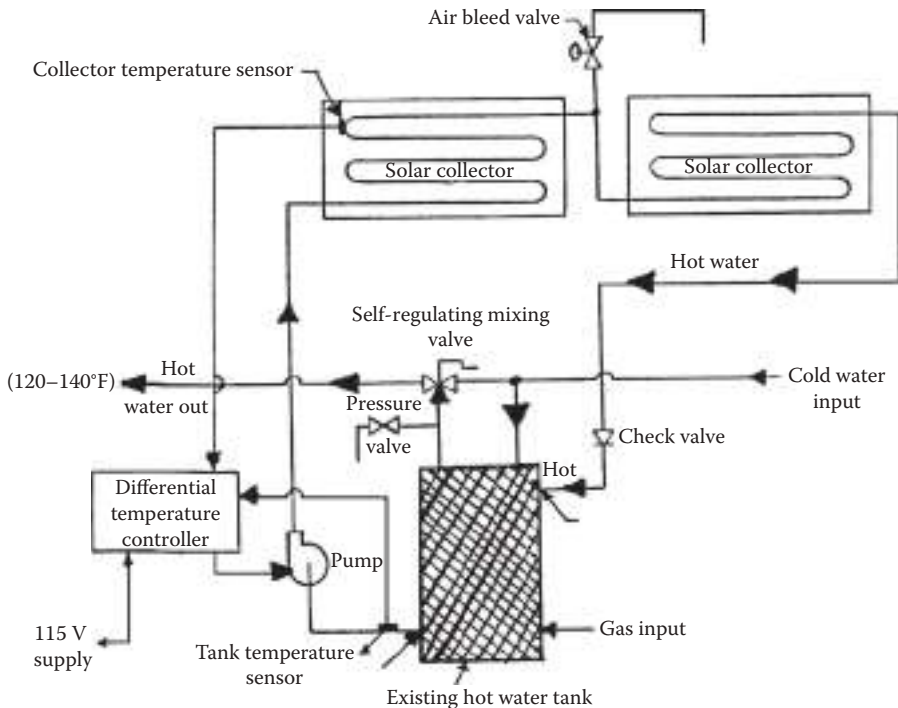 Air bleed valve
Collector temperature sensor
Solar collector
Solar collector
Hot water
Self-regulating mixing
valve
(120–140°F)
Hot
water out
Cold water
input
Pressure
valve
Check valve
Hot
Differential
temperature
controller
Pump
115 V
supply
Tank temperature
sensor
Gas input
Existing hot water tank